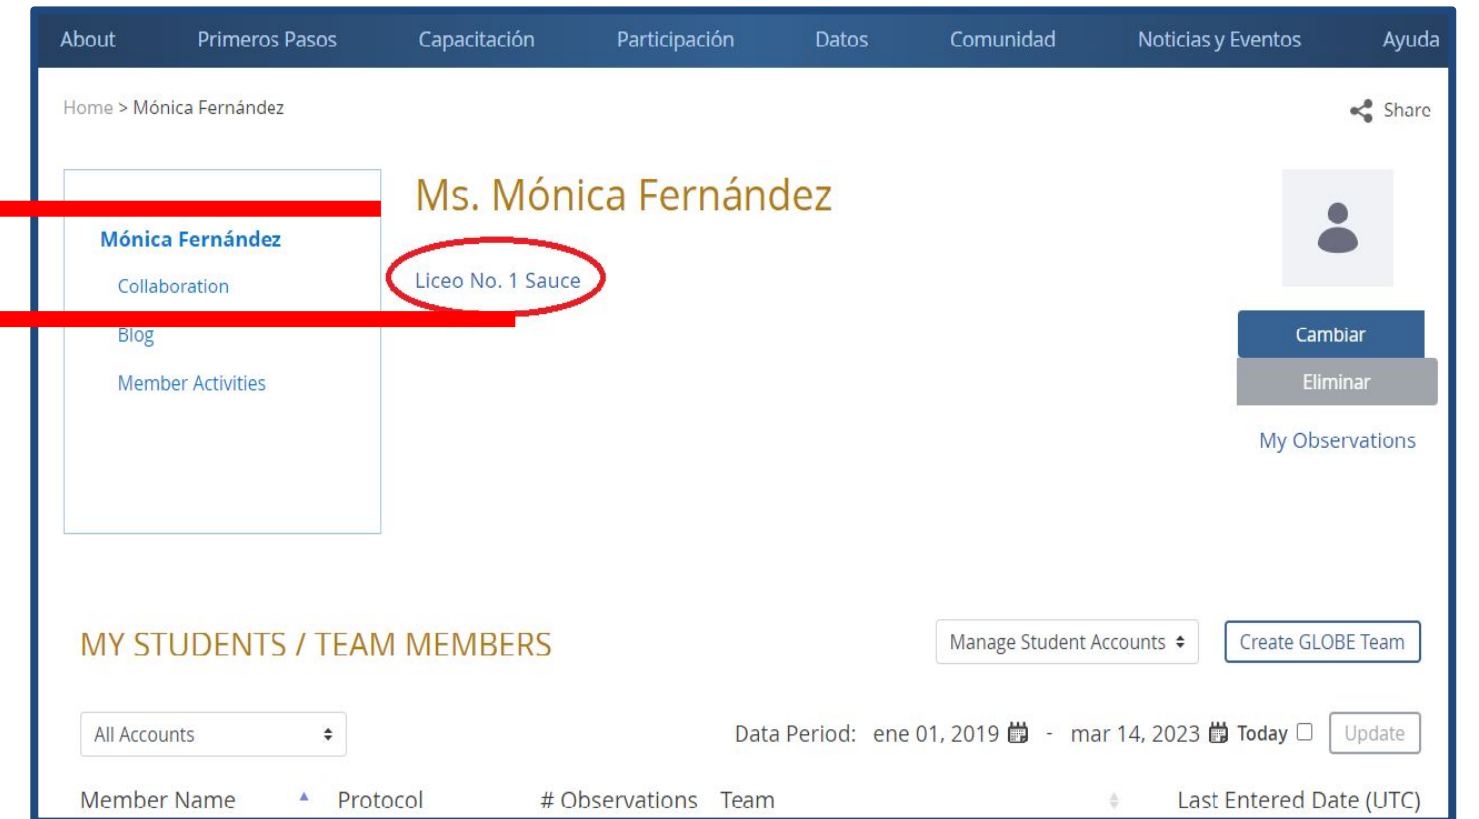 About Primeros Pasos Capacitación Participación Datos Comunidad Noticias y Eventos Ayuda
Home > Mónica Fernández
Share
Ms. Mónica Fernández
Mónica Fernández
Liceo No. 1 Sauce
Collaboration
Blog
Member Activities
Cambiar
Eliminar
My Observations
MY STUDENTS / TEAM MEMBERS
Manage Student Accounts
Create GLOBE Team
All Accounts
Data Period: ene 01, 2019 - mar 14, 2023 Today Update
Member Name Protocol # Observations Team Last Entered Date (UTC)